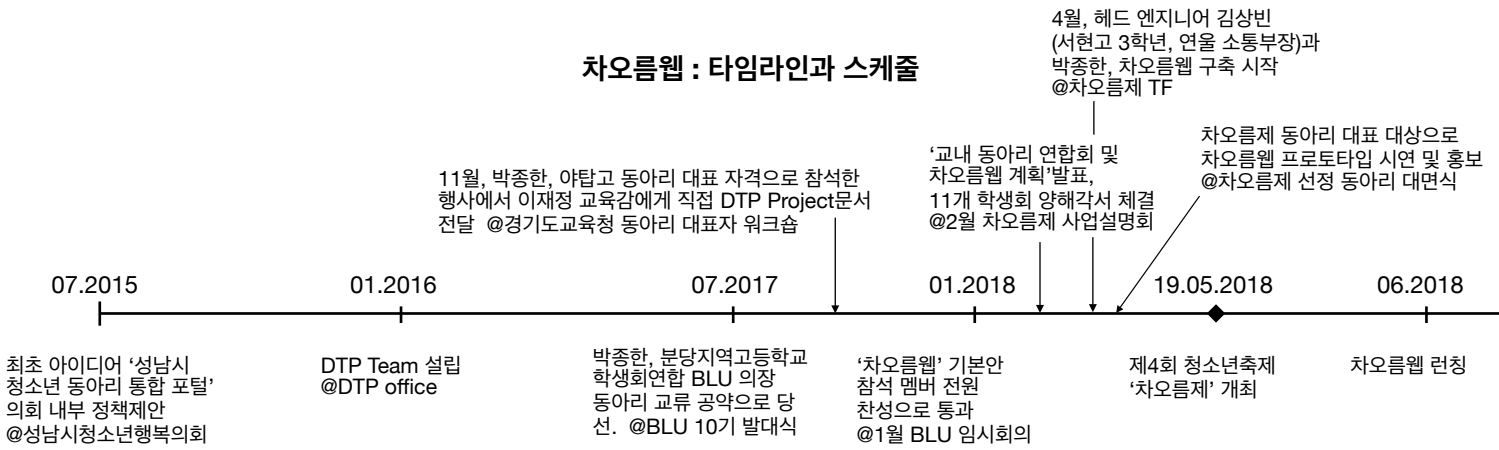 차오름웹 : 타임라인과 스케줄
4월, 헤드 엔지니어 김상빈
(서현고 3학년, 연울 소통부장)과
박종한, 차오름웹 구축 시작
@차오름제 TF
11월, 박종한, 야탑고 동아리 대표 자격으로 참석한
행사에서 이재정 교육감에게 직접 DTP Project문서
전달 @경기도교육청 동아리 대표자 워크숍
‘교내 동아리 연합회 및
차오름웹 계획’발표,
11개 학생회 양해각서 체결
@2월 차오름제 사업설명회
차오름제 동아리 대표 대상으로
차오름웹 프로토타입 시연 및 홍보
@차오름제 선정 동아리 대면식
07.2015
01.2016
07.2017
01.2018
19.05.2018
06.2018
최초 아이디어 ‘성남시
청소년 동아리 통합 포털’
의회 내부 정책제안
@성남시청소년행복의회
DTP Team 설립
@DTP office
박종한, 분당지역고등학교
학생회연합 BLU 의장
동아리 교류 공약으로 당
선. @BLU 10기 발대식
‘차오름웹’ 기본안
참석 멤버 전원
찬성으로 통과
@1월 BLU 임시회의
제4회 청소년축제
‘차오름제’ 개최
차오름웹 런칭